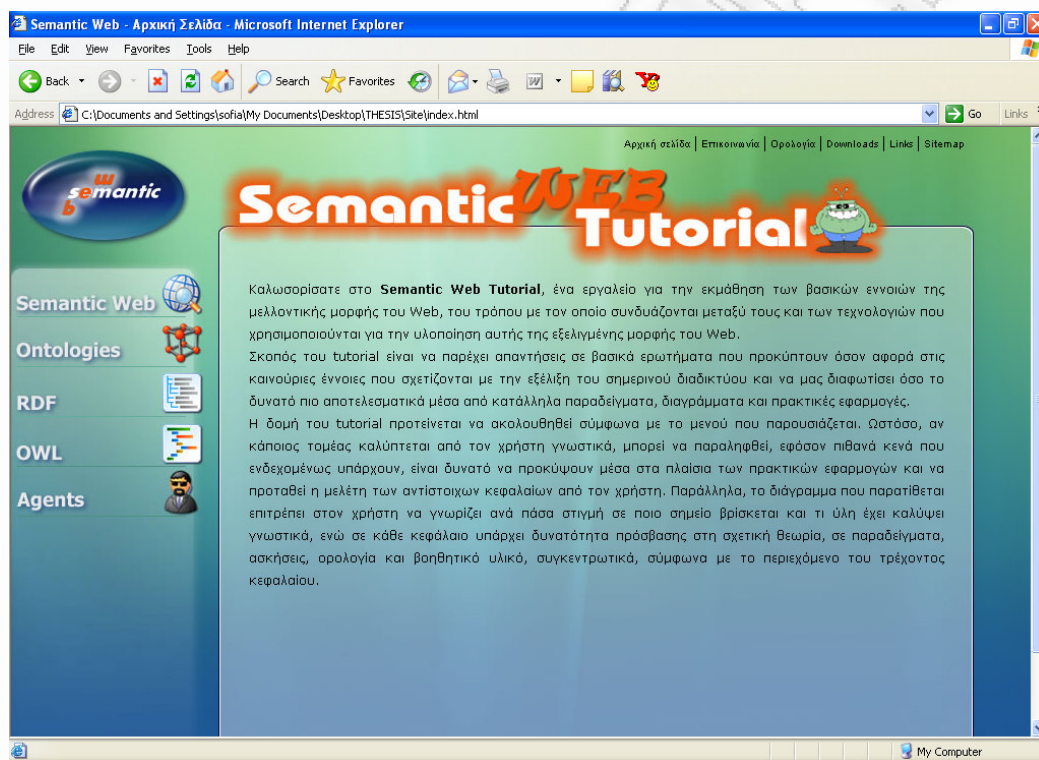 Semantic Web - Αρχική Σελίδα - Microsoft Internet Explorer
File Edit View Favorites Tools Help
Back Search Favorites
Address C:\Documents and Settings\sofia\My Documents\Desktop\THESIS\Site\index.html Go Links
Αρχική σελίδα | Επικοινωνία | Ορολογία | Downloads | Links | Sitemap
semantic
web
Semantic WEB
Tutorial
Semantic Web
Ontologies
RDF
OWL
Agents
Καλωσορίσατε στο Semantic Web Tutorial, ένα εργαλείο για την εκμάθηση των βασικών εννοιών της
μελλοντικής μορφής του Web, του τρόπου με τον οποίο συνδυάζονται μεταξύ τους και των τεχνολογιών που
χρησιμοποιούνται για την υλοποίηση αυτής της εξελιγμένης μορφής του Web.
Σκοπός του tutorial είναι να παρέχει απαντήσεις σε βασικά ερωτήματα που προκύπτουν όσον αφορά στις
καινούριες έννοιες που σχετίζονται με την εξέλιξη του σημερινού διαδικτύου και να μας διαφωτίσει όσο το
δυνατό πιο αποτελεσματικά μέσα από κατάλληλα παραδείγματα, διαγράμματα και πρακτικές εφαρμογές.
Η δομή του tutorial προτείνεται να ακολουθηθεί σύμφωνα με το μενού που παρουσιάζεται. Ωστόσο, αν
κάποιος τομέας καλύπτεται από τον χρήστη γνωστικά, μπορεί να παραληφθεί, εφόσον πιθανά κενά που
ενδεχομένως υπάρχουν, είναι δυνατό να προκύψουν μέσα στα πλαίσια των πρακτικών εφαρμογών και να
προταθεί η μελέτη των αντίστοιχων κεφαλαίων από τον χρήστη. Παράλληλα, το διάγραμμα που παρατίθεται
επιτρέπει στον χρήστη να γνωρίζει ανά πάσα στιγμή σε ποιο σημείο βρίσκεται και τι ύλη έχει καλύψει
γνωστικά, ενώ σε κάθε κεφάλαιο υπάρχει δυνατότητα πρόσβασης στη σχετική θεωρία, σε παραδείγματα,
ασκήσεις, ορολογία και βοηθητικό υλικό, συγκεντρωτικά, σύμφωνα με το περιεχόμενο του τρέχοντος
κεφαλαίου.
My Computer